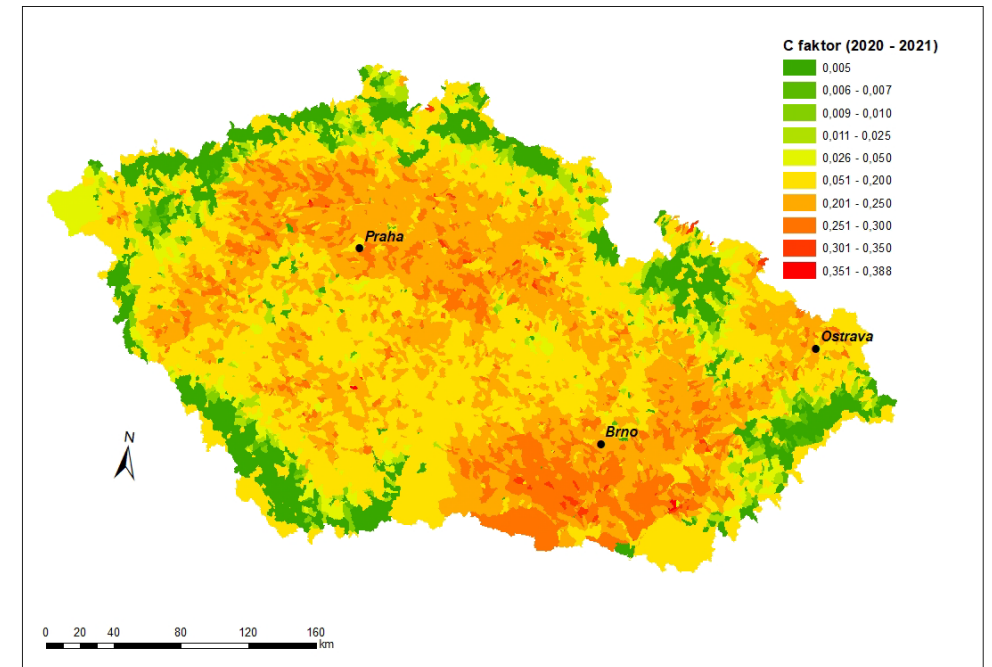 C faktor (2020 - 2021)
0,005
0,006 - 0,007
0,009 - 0,010
0,011 - 0,025
0,026 - 0,050
0,051 - 0,200
0,201 - 0,250
0,251 - 0,300
0,301 - 0,350
0,351 - 0,388
Praha
Ostrava
Brno
N
0 20 40 80 120 160
km